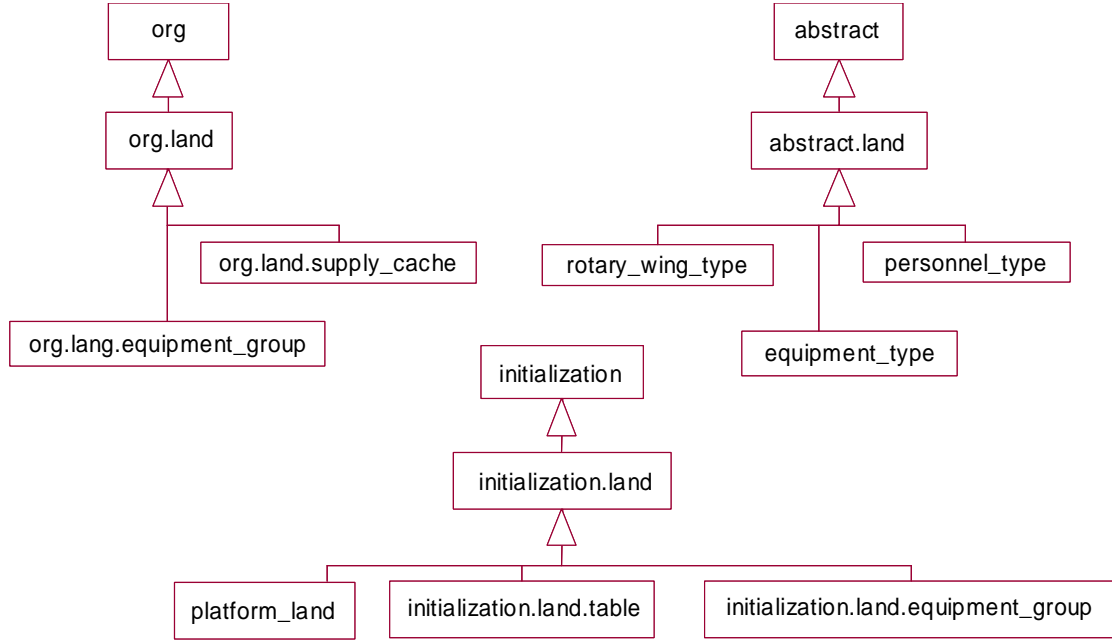 org
abstract
org.land
abstract.land
org.land.supply_cache
rotary_wing_type
personnel_type
org.lang.equipment_group
equipment_type
initialization
initialization.land
platform_land
initialization.land.table
initialization.land.equipment_group